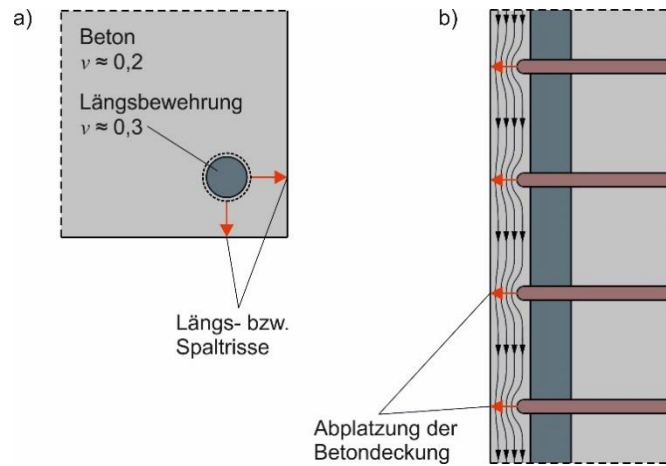 a)
Beton
ν ≈ 0,2
Längsbewehrung
ν ≈ 0,3
Längs- bzw.
Spaltrisse
b)
Abplatzung der
Betondeckung